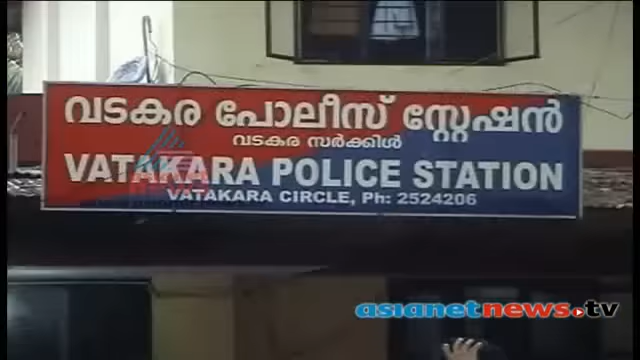 വടകര പോലീസ് സ്റ്റേഷൻ
വടകര സർക്കിൾ
VATAKARA POLICE STATION
VATAKARA CIRCLE, Ph: 2524206
asianetnews.tv